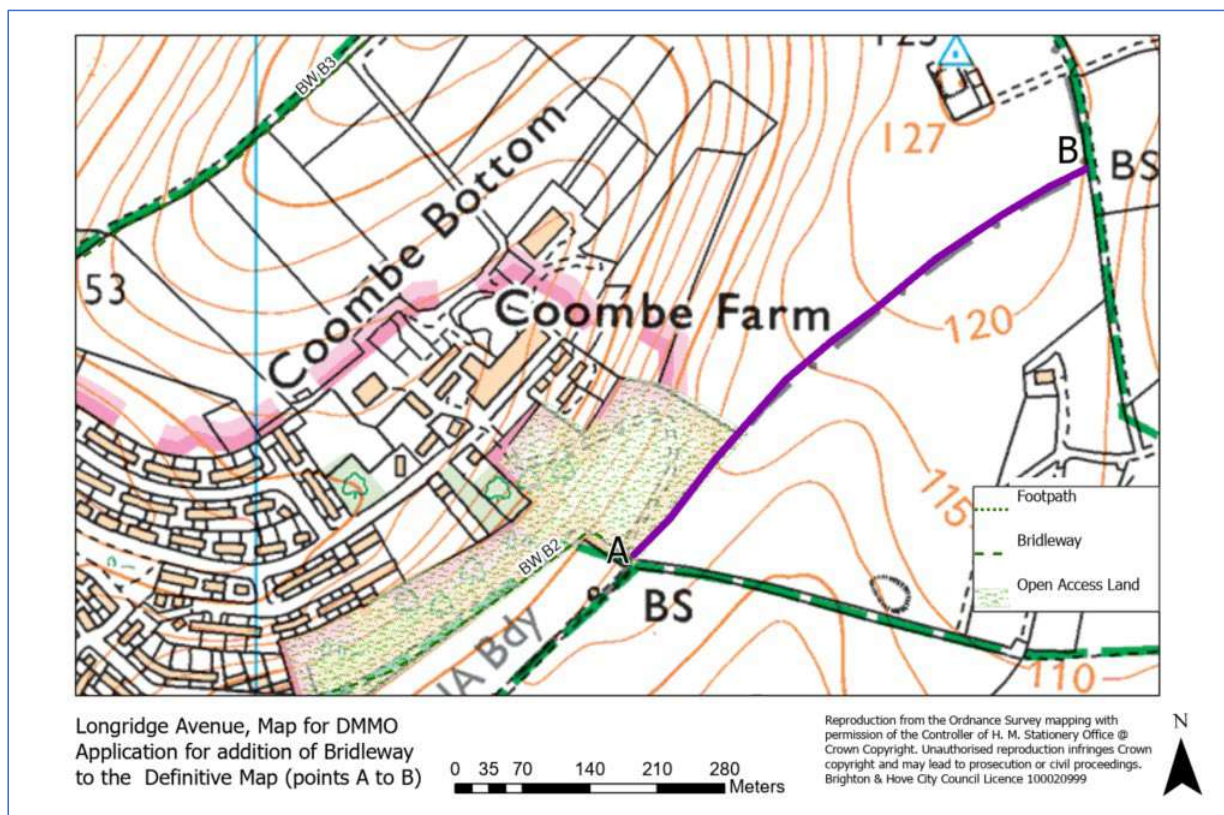 BW B3
125
127
B
BS
Coombe Bottom
53
Coombe Farm
120
115
Footpath
Bridleway
Open Access Land
BW B2
A
BS
UA Bdy
110
Longridge Avenue, Map for DMMO
Application for addition of Bridleway
to the Definitive Map (points A to B)
0 35 70 140 210 280
Meters
Reproduction from the Ordnance Survey mapping with
permission of the Controller of H. M. Stationery Office @
Crown Copyright. Unauthorised reproduction infringes Crown
copyright and may lead to prosecution or civil proceedings.
Brighton & Hove City Council Licence 100020999
N